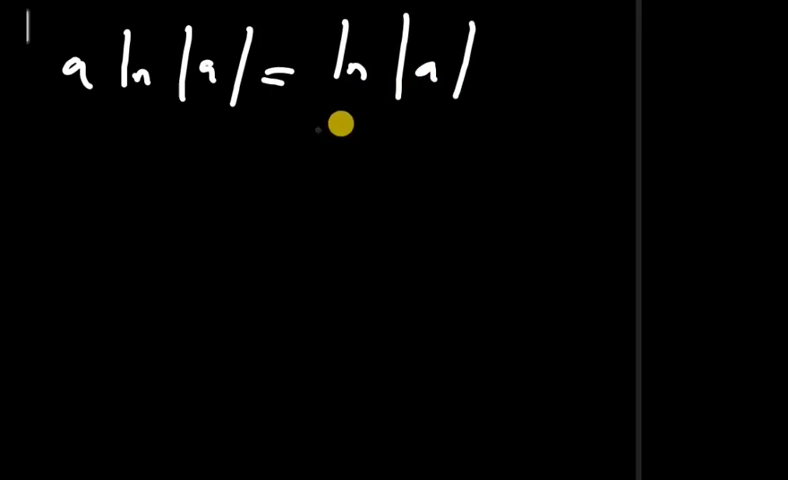 a ln |a| = ln |a|